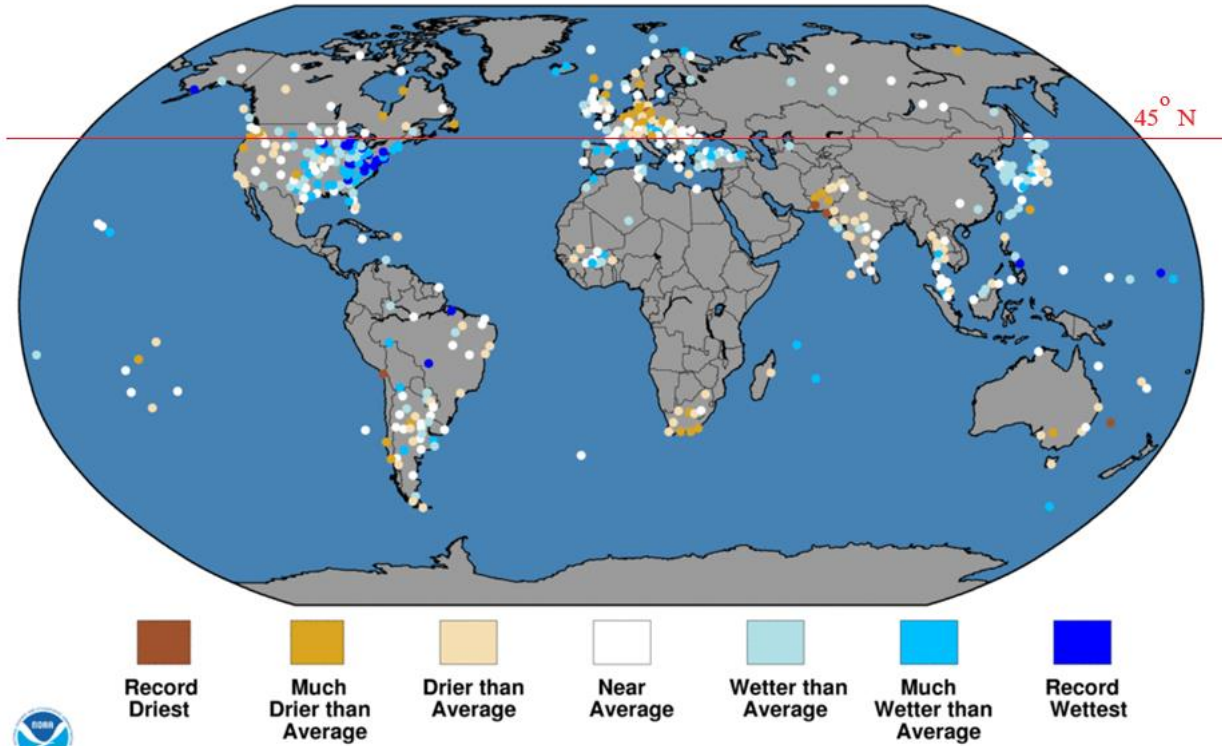 45° N
Record
Driest
Much
Drier than
Average
Drier than
Average
Near
Average
Wetter than
Average
Much
Wetter than
Average
Record
Wettest
NOAA